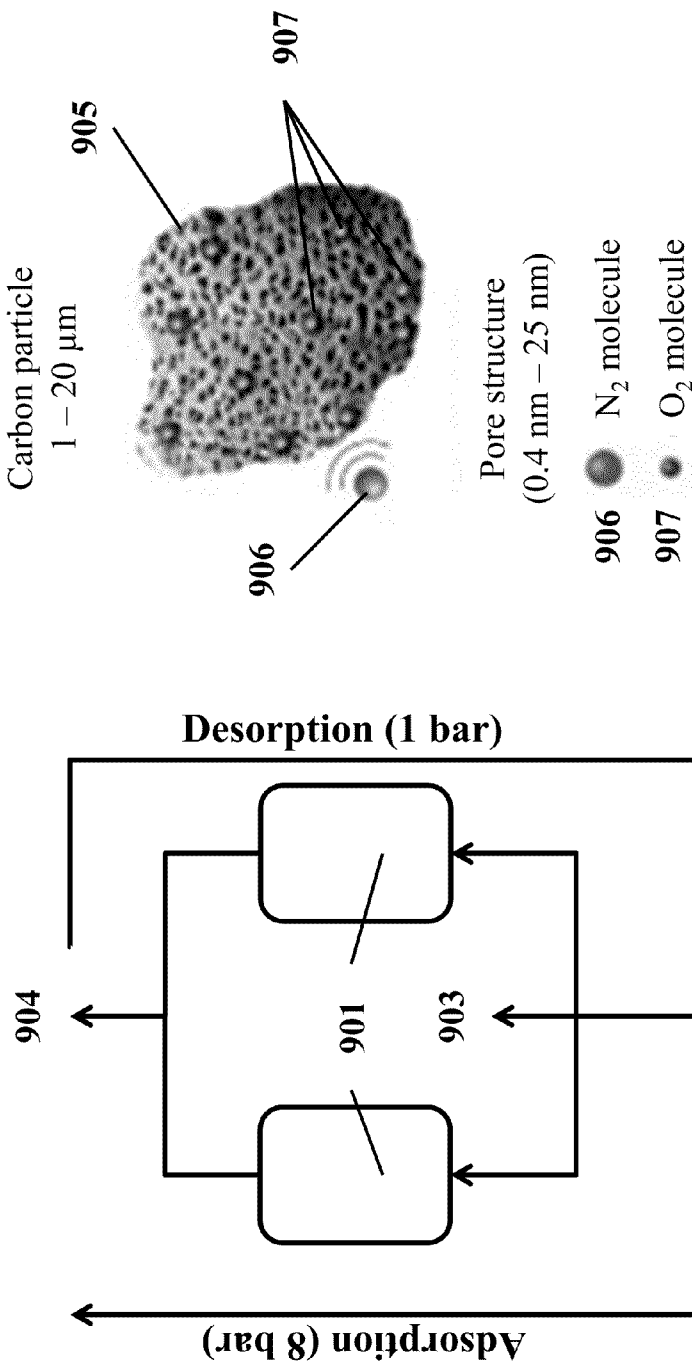 904
901
903
Adsorption (8 bar)
Desorption (1 bar)
Carbon particle
1 – 20 µm
905
907
906
Pore structure
(0.4 nm – 25 nm)
906 N₂ molecule
907 O₂ molecule